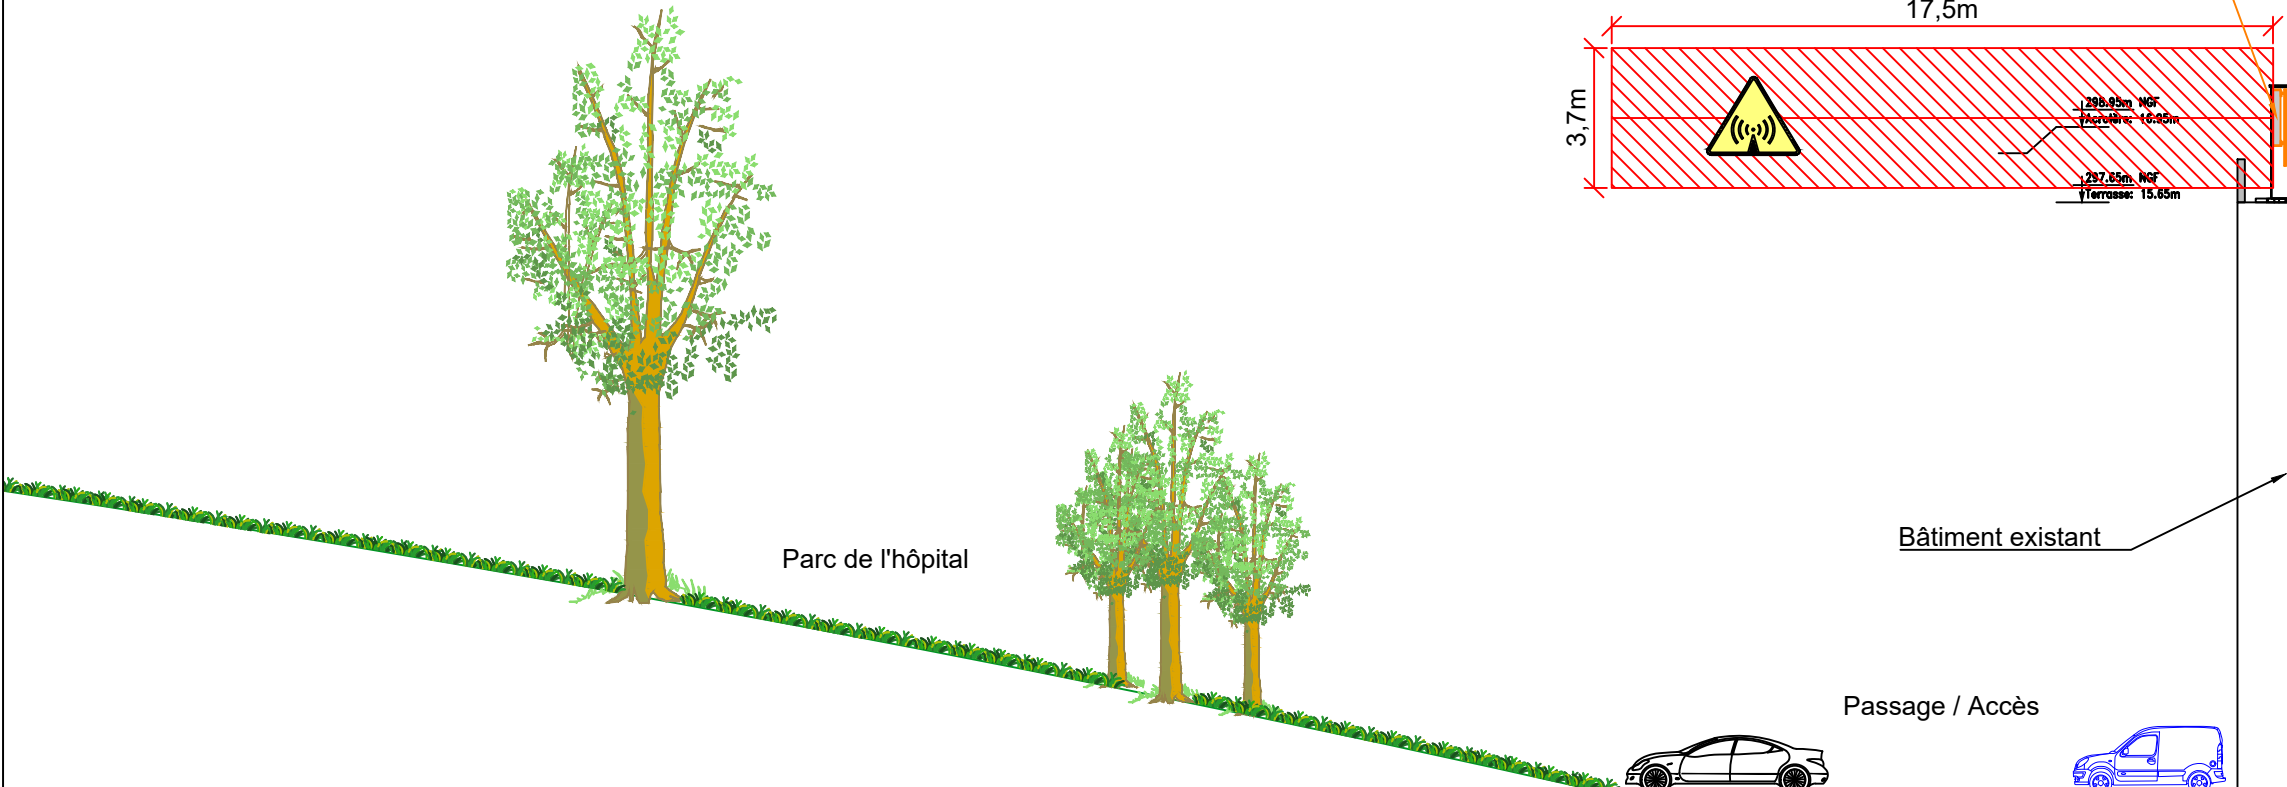 17,5m
3,7m
298.95m NGF
Acrotère: 16.95m
297.65m NGF
Terrasse: 15.65m
Bâtiment existant
Parc de l'hôpital
Passage / Accès